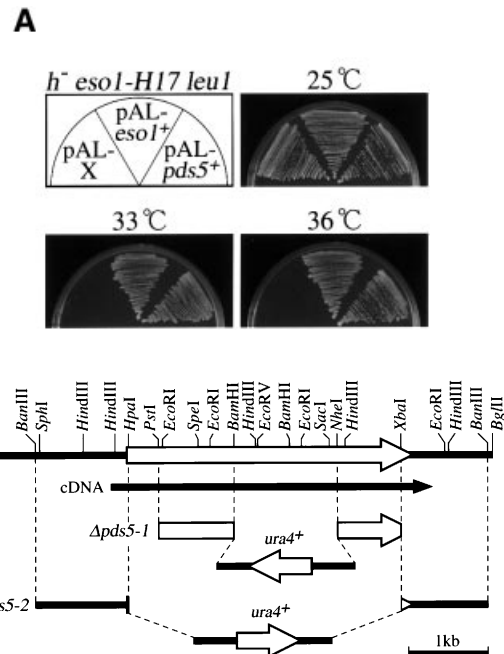 A
h⁻ eso1-H17 leu1
25℃
pAL-X
pAL-eso1⁺
pAL-pds5⁺
33℃
36℃
BanIII SphI HindIII HindIII HpaI PstI EcoRI SpeI EcoRI BamHI HindIII EcoRV BamHI EcoRI SacI NheI HindIII XbaI EcoRI HindIII BanIII BglII
cDNA
Δpds5-1
ura4⁺
s5-2
ura4⁺
1kb